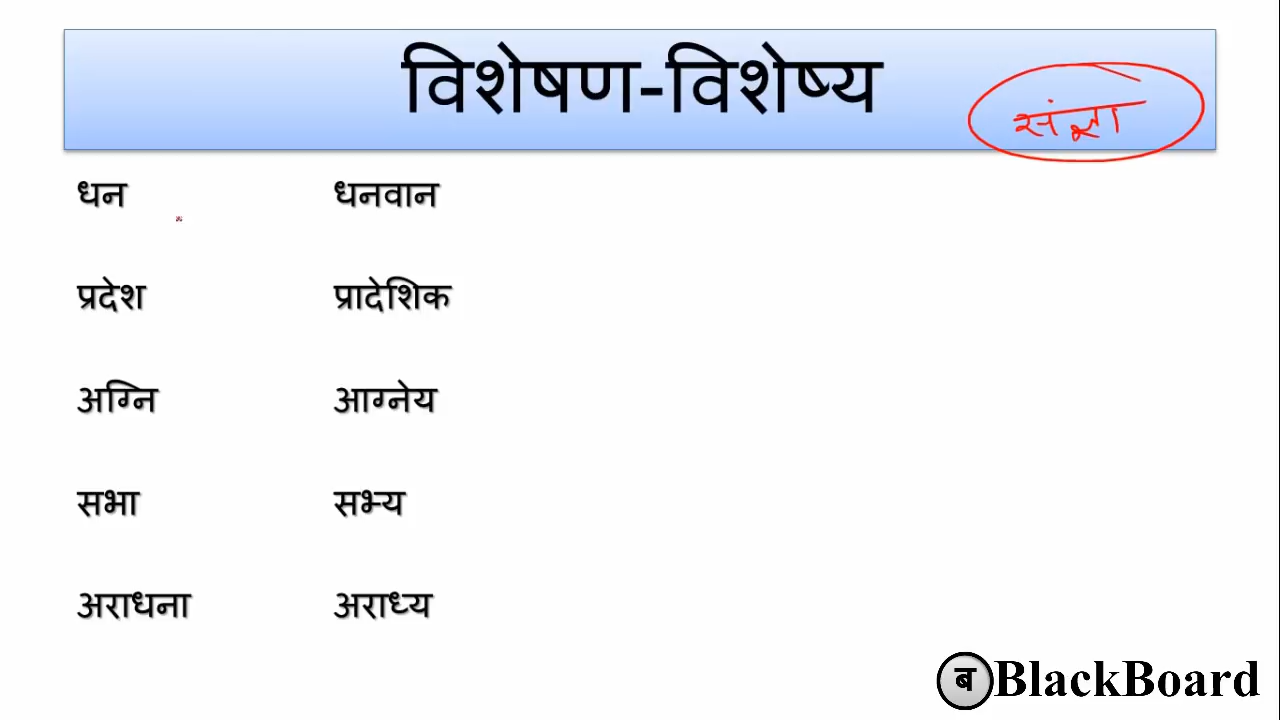 विशेषण-विशेष्य
संज्ञा
धन धनवान
प्रदेश प्रादेशिक
अग्नि आग्नेय
सभा सभ्य
अराधना अराध्य
ब BlackBoard